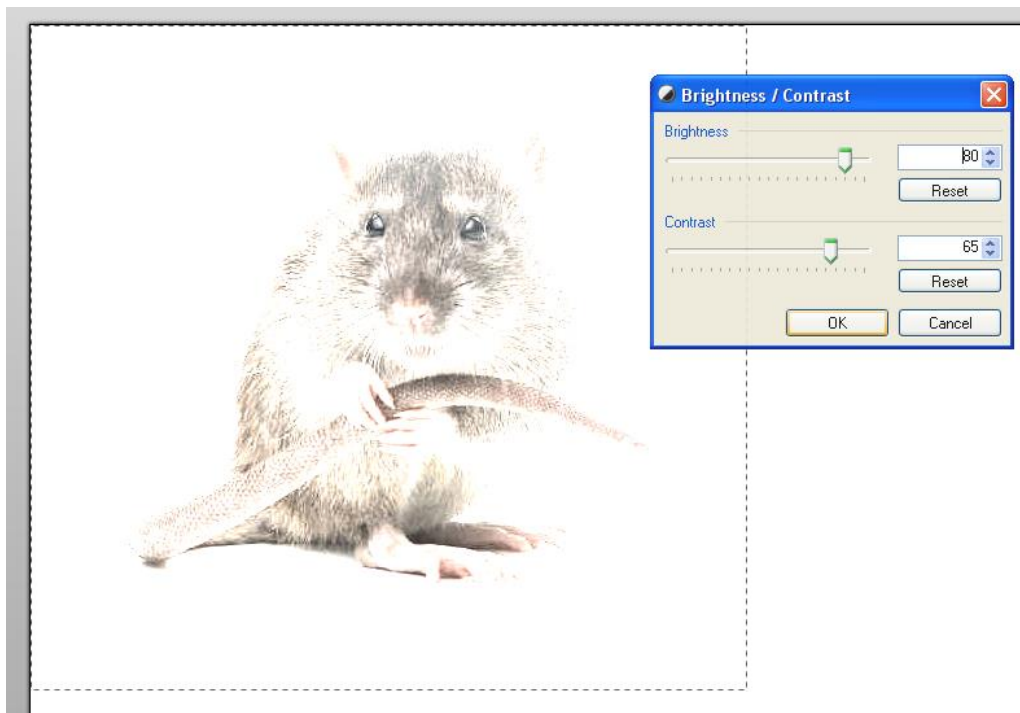 Brightness / Contrast
Brightness
80
Reset
Contrast
65
Reset
OK Cancel